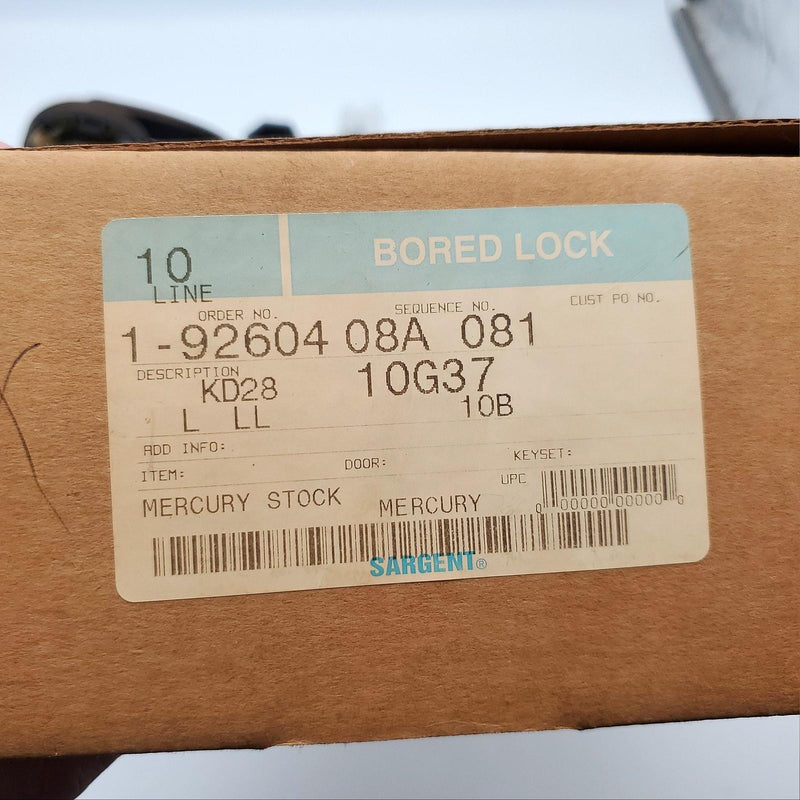 10
LINE
BORED LOCK
ORDER NO. SEQUENCE NO. CUST PO NO.
1-92604 08A 081
DESCRIPTION
KD28 10G37
L LL 10B
ADD INFO:
ITEM: DOOR: KEYSET:
MERCURY STOCK MERCURY UPC
0 00000 00000 0
SARGENT®